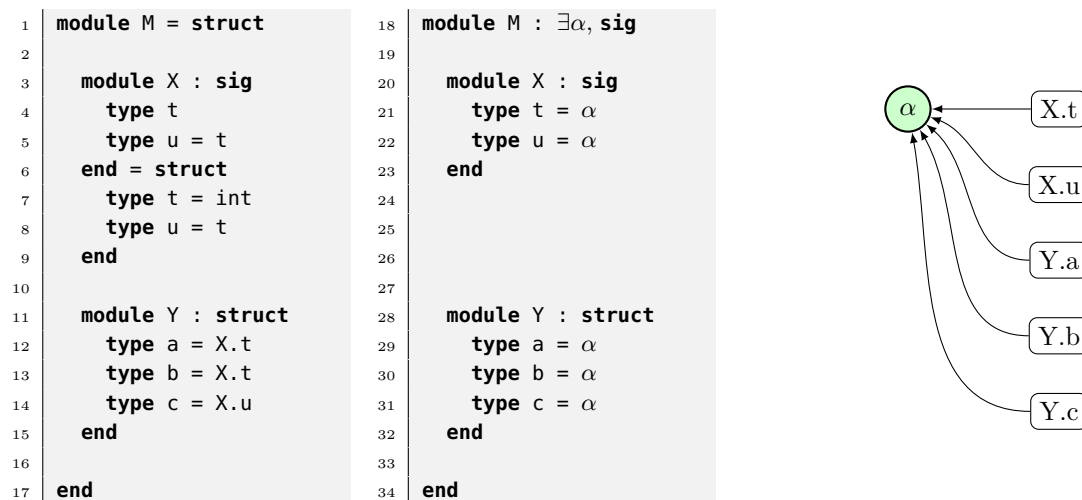 1 module M = struct
2
3 module X : sig
4 type t
5 type u = t
6 end = struct
7 type t = int
8 type u = t
9 end
10
11 module Y : struct
12 type a = X.t
13 type b = X.t
14 type c = X.u
15 end
16
17 end
18 module M : ∃α, sig
19
20 module X : sig
21 type t = α
22 type u = α
23 end
24
25
26
27
28 module Y : struct
29 type a = α
30 type b = α
31 type c = α
32 end
33
34 end
α
X.t
X.u
Y.a
Y.b
Y.c